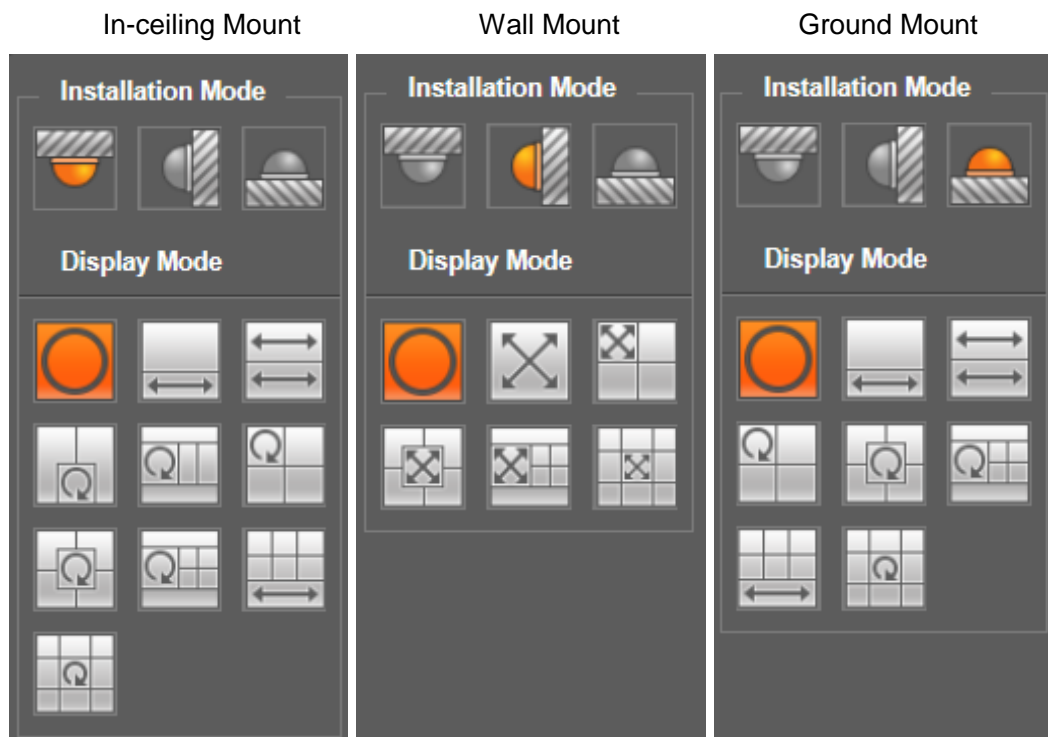 In-ceiling Mount
Wall Mount
Ground Mount
Installation Mode
Installation Mode
Installation Mode
Display Mode
Display Mode
Display Mode